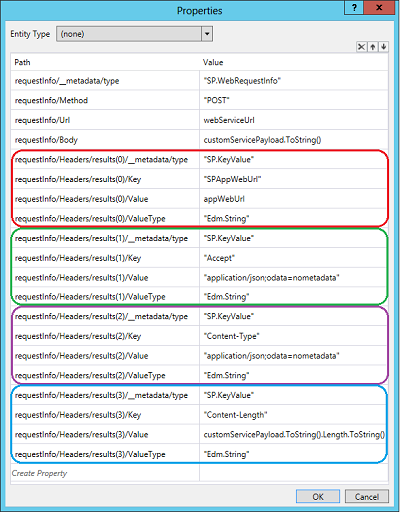 Properties
?
Entity Type (none)
Path Value
requestInfo/__metadata/type "SP.WebRequestInfo"
requestInfo/Method "POST"
requestInfo/Url webServiceUrl
requestInfo/Body customServicePayload.ToString()
requestInfo/Headers/results(0)/__metadata/type "SP.KeyValue"
requestInfo/Headers/results(0)/Key "SPAppWebUrl"
requestInfo/Headers/results(0)/Value appWebUrl
requestInfo/Headers/results(0)/ValueType "Edm.String"
requestInfo/Headers/results(1)/__metadata/type "SP.KeyValue"
requestInfo/Headers/results(1)/Key "Accept"
requestInfo/Headers/results(1)/Value "application/json;odata=nometadata"
requestInfo/Headers/results(1)/ValueType "Edm.String"
requestInfo/Headers/results(2)/__metadata/type "SP.KeyValue"
requestInfo/Headers/results(2)/Key "Content-Type"
requestInfo/Headers/results(2)/Value "application/json;odata=nometadata"
requestInfo/Headers/results(2)/ValueType "Edm.String"
requestInfo/Headers/results(3)/__metadata/type "SP.KeyValue"
requestInfo/Headers/results(3)/Key "Content-Length"
requestInfo/Headers/results(3)/Value customServicePayload.ToString().Length.ToString()
requestInfo/Headers/results(3)/ValueType "Edm.String"
Create Property
OK Cancel